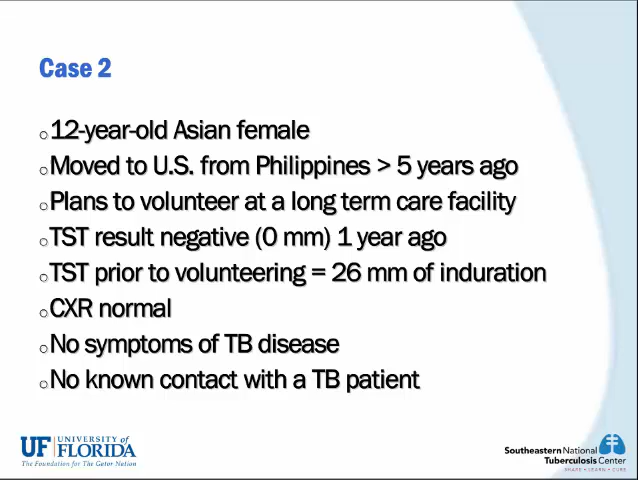 Case 2
○12-year-old Asian female
○Moved to U.S. from Philippines > 5 years ago
○Plans to volunteer at a long term care facility
○TST result negative (0 mm) 1 year ago
○TST prior to volunteering = 26 mm of induration
○CXR normal
○No symptoms of TB disease
○No known contact with a TB patient
UF UNIVERSITY of
FLORIDA
The Foundation for The Gator Nation
Southeastern National
Tuberculosis Center
SHARE • LEARN • CURE